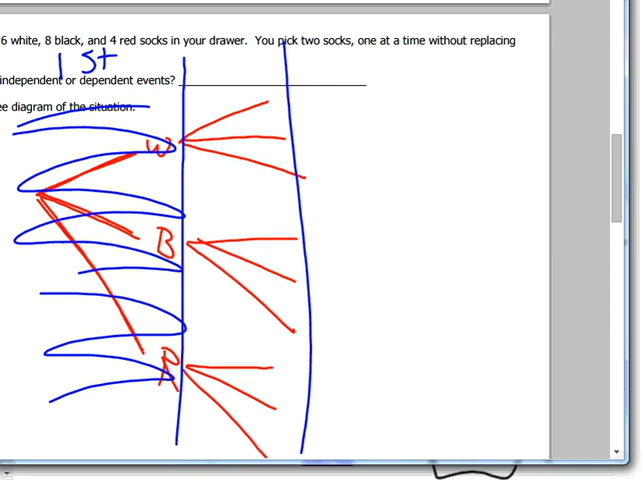 6 white, 8 black, and 4 red socks in your drawer. You pick two socks, one at a time without replacing
1st
independent or dependent events?
ee diagram of the situation.
W
B
R